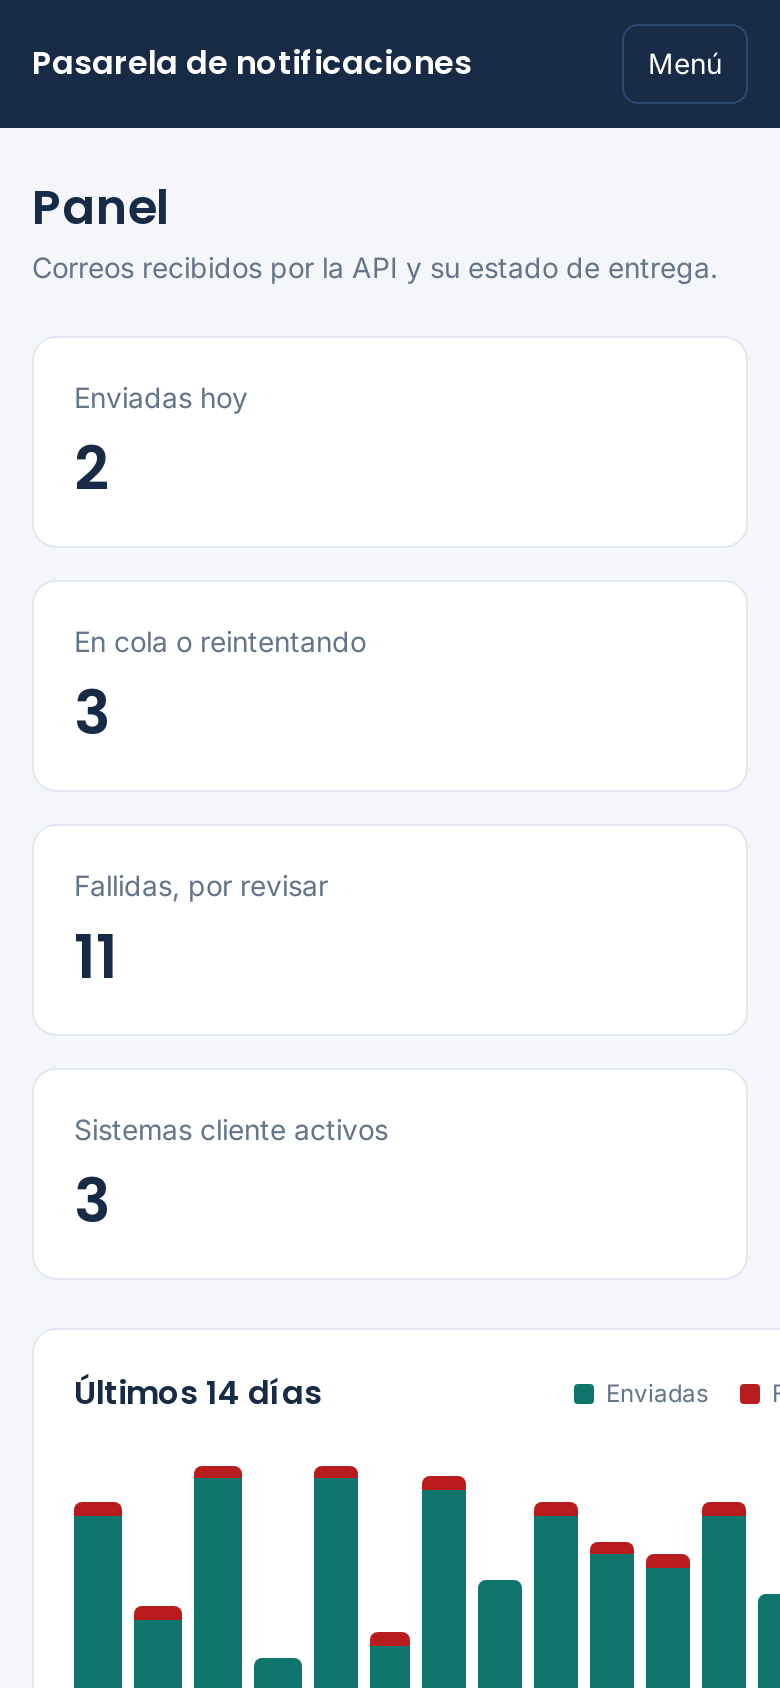 Pasarela de notificaciones
Menú
Panel
Correos recibidos por la API y su estado de entrega.
Enviadas hoy
2
En cola o reintentando
3
Fallidas, por revisar
11
Sistemas cliente activos
3
Últimos 14 días
Enviadas